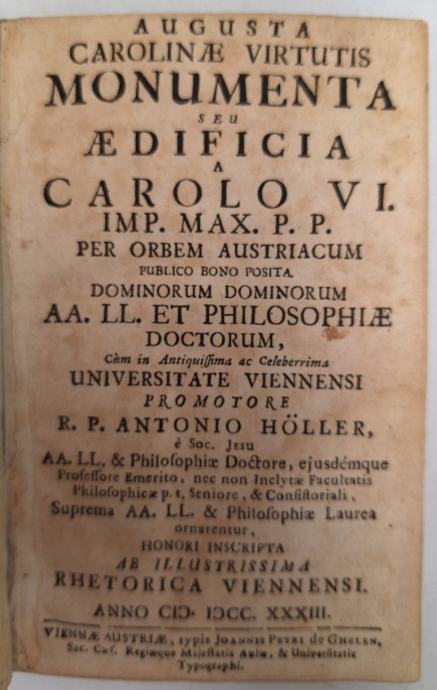 AUGUSTA
CAROLINÆ VIRTUTIS
MONUMENTA
SEU
ÆDIFICIA
A
CAROLO VI.
IMP. MAX. P. P.
PER ORBEM AUSTRIACUM
PUBLICO BONO POSITA.
DOMINORUM DOMINORUM
AA. LL. ET PHILOSOPHIÆ
DOCTORUM,
Cùm in Antiquiſſima ac Celeberrima
UNIVERSITATE VIENNENSI
PROMOTORE
R. P. ANTONIO HÖLLER,
è Soc. Jesu
AA. LL. & Philoſophiæ Doctore, ejusdémque
Profeſſore Emerito, nec non Inclytæ Facultatis
Philoſophicæ p. t. Seniore, & Conſiſtoriali,
Suprema AA. LL. & Philoſophiæ Laurea
ornarentur,
HONORI INSCRIPTA
AB ILLUSTRISSIMA
RHETORICA VIENNENSI.
ANNO CIↃ. IↃCC. XXXIII.
VIENNÆ AUSTRIÆ, typis JOANNIS PETRI de GHELEN,
Sac. Cæſ. Regiæque Majeſtatis Aulæ, & Univerſitatis
Typographi.